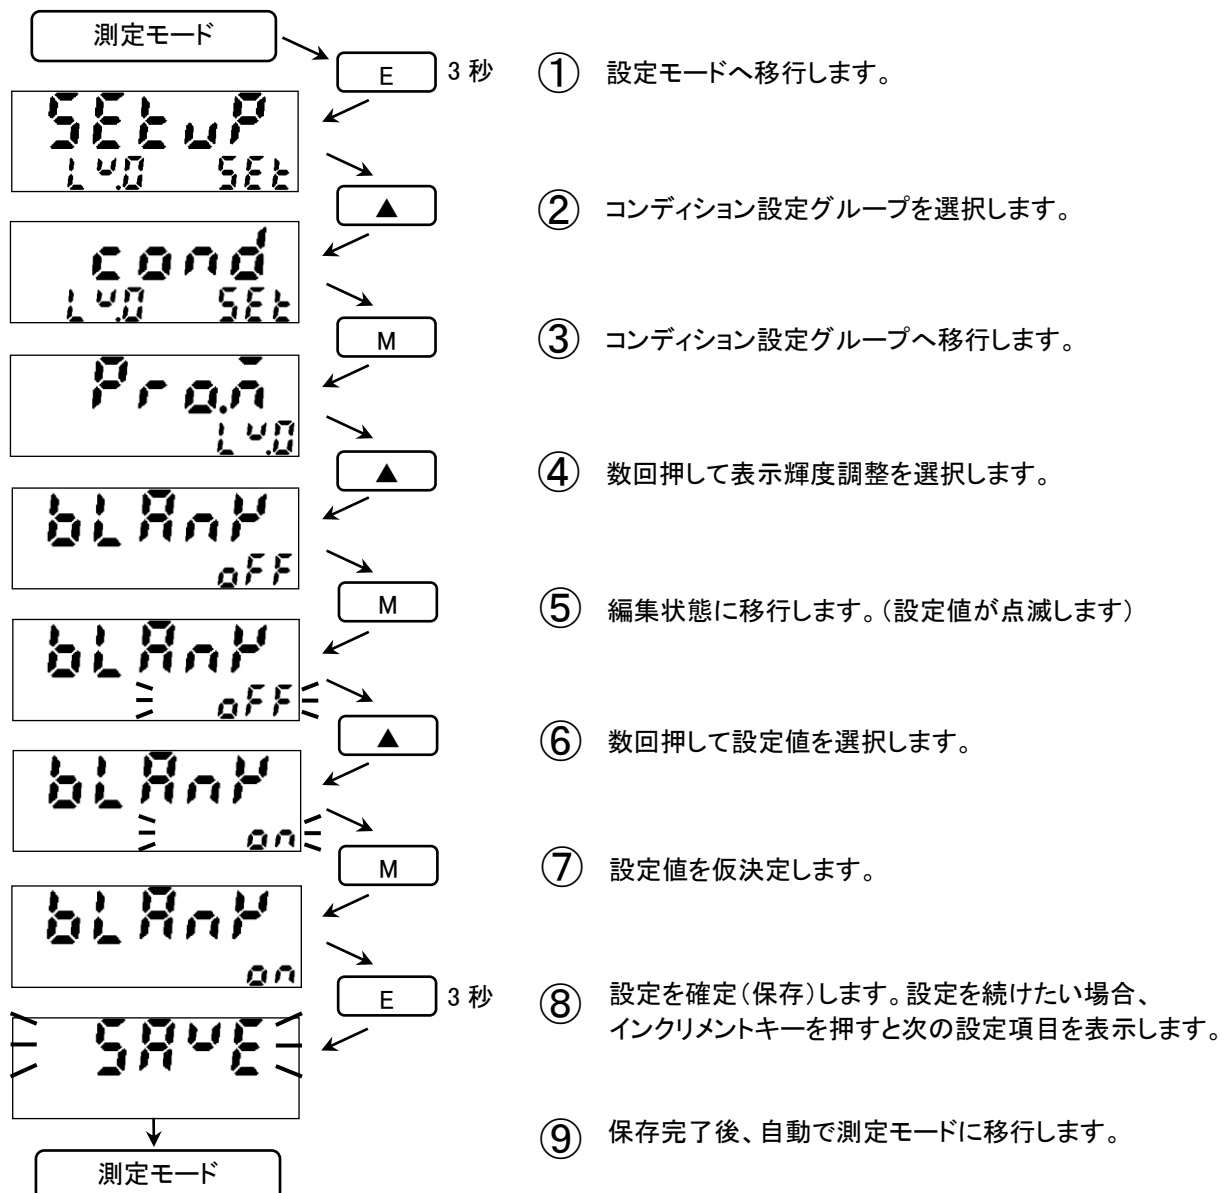 測定モード
E 3 秒 ① 設定モードへ移行します。
SEtuP
Lv.0 SEt
▲ ② コンディション設定グループを選択します。
cond
Lv.0 SEt
M ③ コンディション設定グループへ移行します。
Pro.m
Lv.0
▲ ④ 数回押して表示輝度調整を選択します。
bLAnK
oFF
M ⑤ 編集状態に移行します。（設定値が点滅します）
bLAnK
oFF
▲ ⑥ 数回押して設定値を選択します。
bLAnK
on
M ⑦ 設定値を仮決定します。
bLAnK
on
E 3 秒 ⑧ 設定を確定（保存）します。設定を続けたい場合、
インクリメントキーを押すと次の設定項目を表示します。
SAvE
⑨ 保存完了後、自動で測定モードに移行します。
測定モード